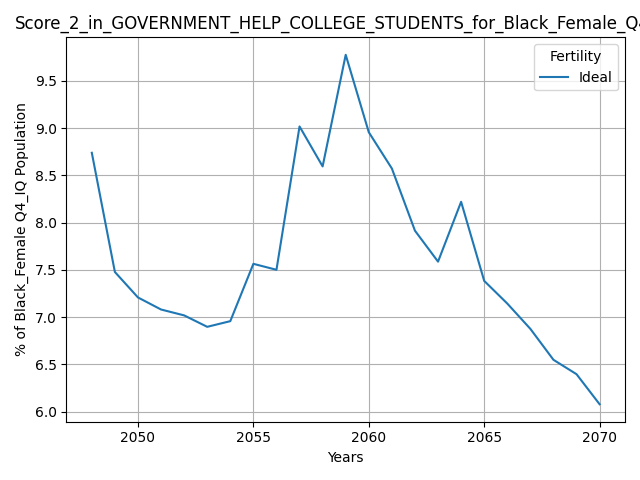 Score_2_in_GOVERNMENT_HELP_COLLEGE_STUDENTS_for_Black_Female_Q4
Fertility
Ideal
% of Black_Female Q4_IQ Population
9.5
9.0
8.5
8.0
7.5
7.0
6.5
6.0
2050 2055 2060 2065 2070
Years